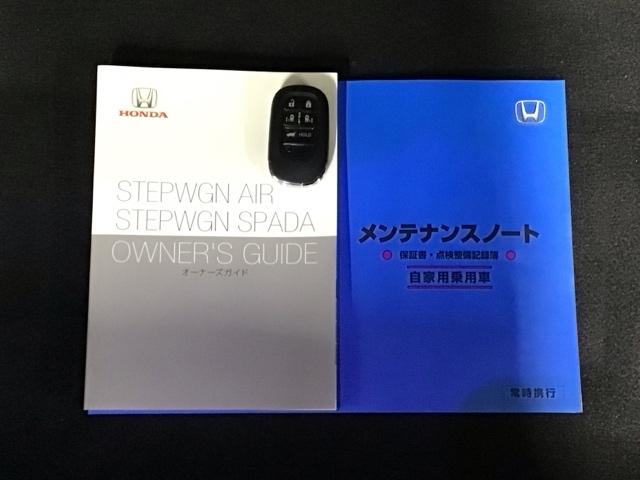 HONDA
STEPWGN AIR
STEPWGN SPADA
OWNER'S GUIDE
オーナーズガイド
HOLD
メンテナンスノート
保証書・点検整備記録簿
自家用乗用車
常時携行